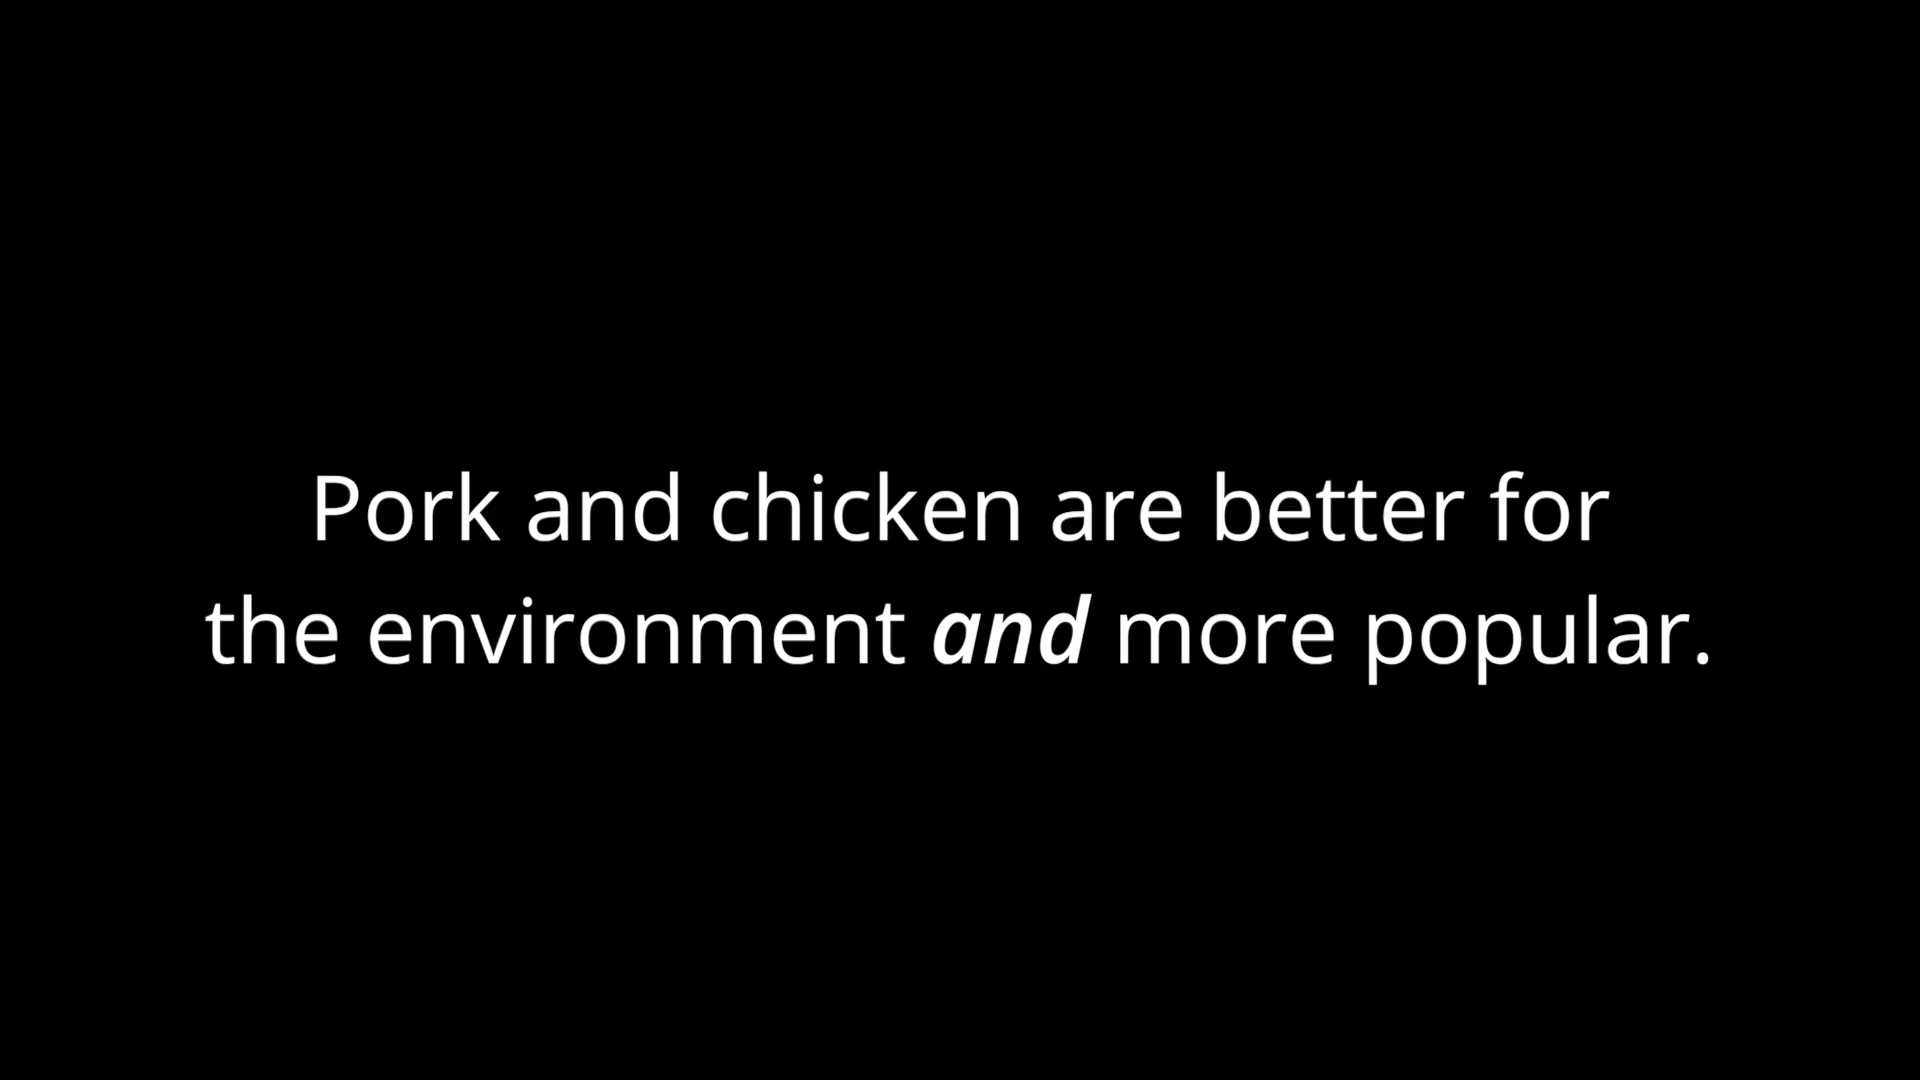 Pork and chicken are better for
the environment and more popular.